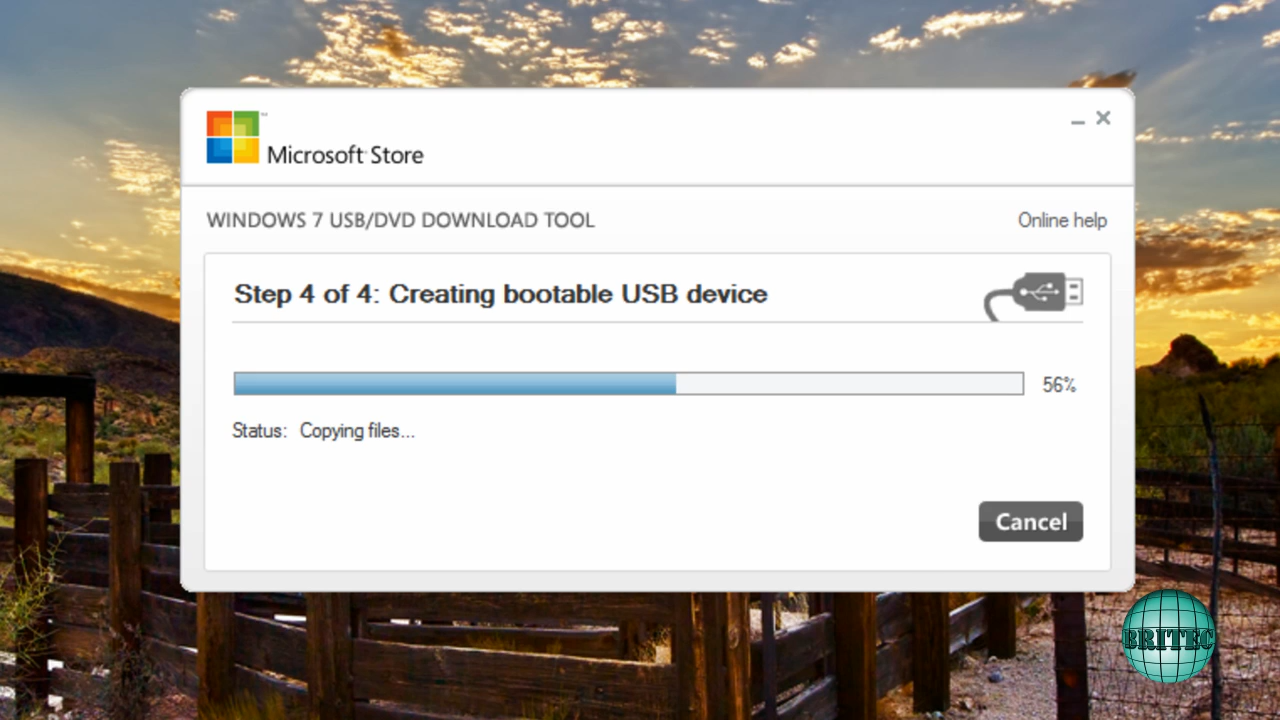 Microsoft Store
WINDOWS 7 USB/DVD DOWNLOAD TOOL
Online help
Step 4 of 4: Creating bootable USB device
56%
Status: Copying files...
Cancel
BRITEC